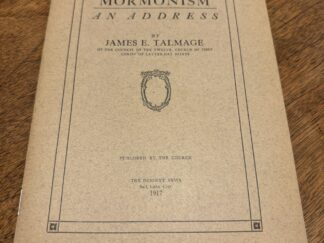 MORMONISM
AN ADDRESS
BY
JAMES E. TALMAGE
OF THE COUNCIL OF THE TWELVE, CHURCH OF JESUS
CHRIST OF LATTER-DAY SAINTS
PUBLISHED BY THE CHURCH
THE DESERET NEWS
Salt Lake City
1917